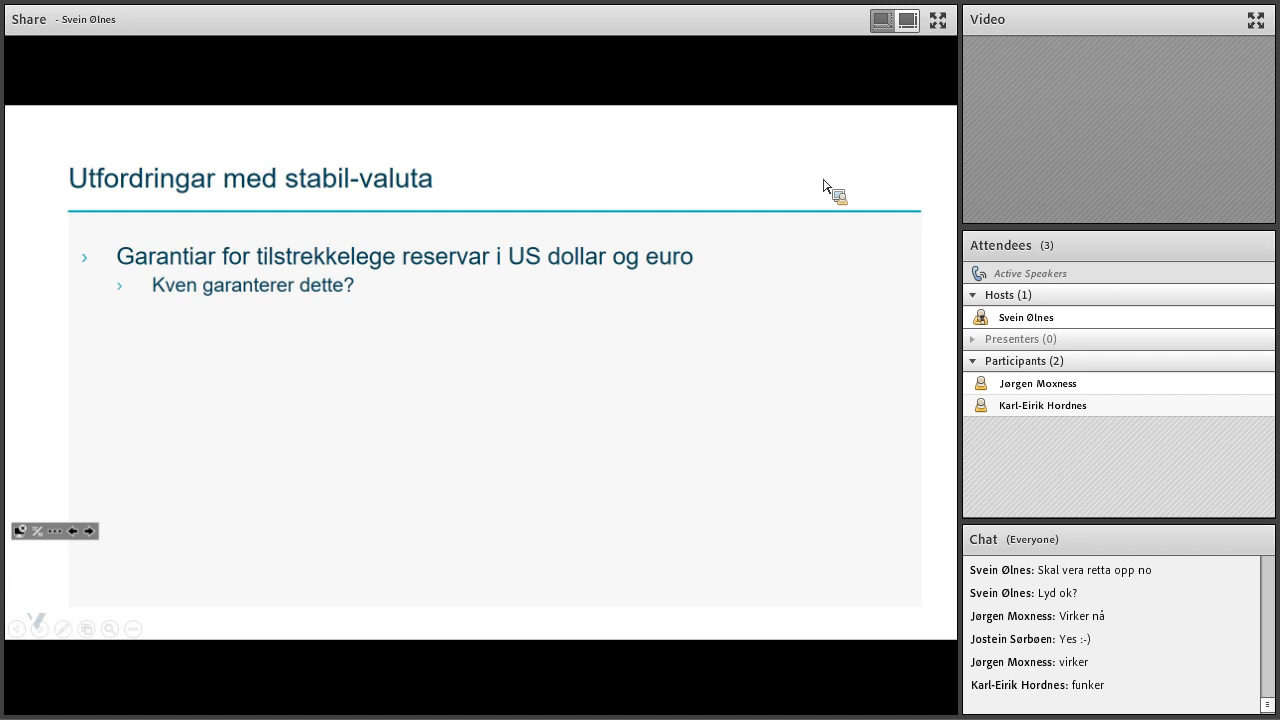 Share - Svein Ølnes
Utfordringar med stabil-valuta
› Garantiar for tilstrekkelege reservar i US dollar og euro
› Kven garanterer dette?
Video
Attendees (3)
Active Speakers
Hosts (1)
Svein Ølnes
Presenters (0)
Participants (2)
Jørgen Moxness
Karl-Eirik Hordnes
Chat (Everyone)
Svein Ølnes: Skal vera retta opp no
Svein Ølnes: Lyd ok?
Jørgen Moxness: Virker nå
Jostein Sørbøen: Yes :-)
Jørgen Moxness: virker
Karl-Eirik Hordnes: funker